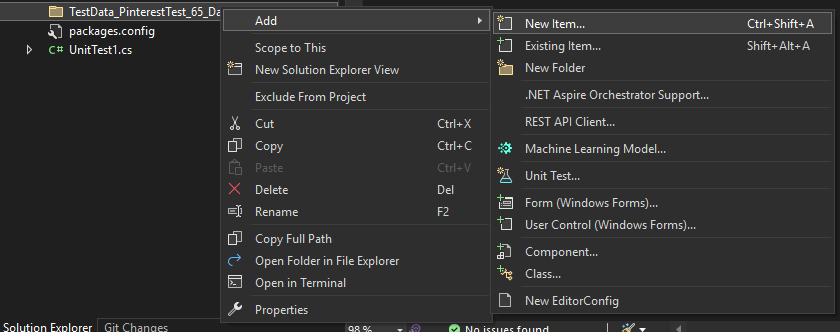 TestData_PinterestTest_65_Da
packages.config
C# UnitTest1.cs
Add
Scope to This
New Solution Explorer View
Exclude From Project
Cut Ctrl+X
Copy Ctrl+C
Paste Ctrl+V
Delete Del
Rename F2
Copy Full Path
Open Folder in File Explorer
Open in Terminal
Properties
New Item... Ctrl+Shift+A
Existing Item... Shift+Alt+A
New Folder
.NET Aspire Orchestrator Support...
REST API Client...
Machine Learning Model...
Unit Test...
Form (Windows Forms)...
User Control (Windows Forms)...
Component...
Class...
New EditorConfig
Solution Explorer Git Changes
98 % No issues found